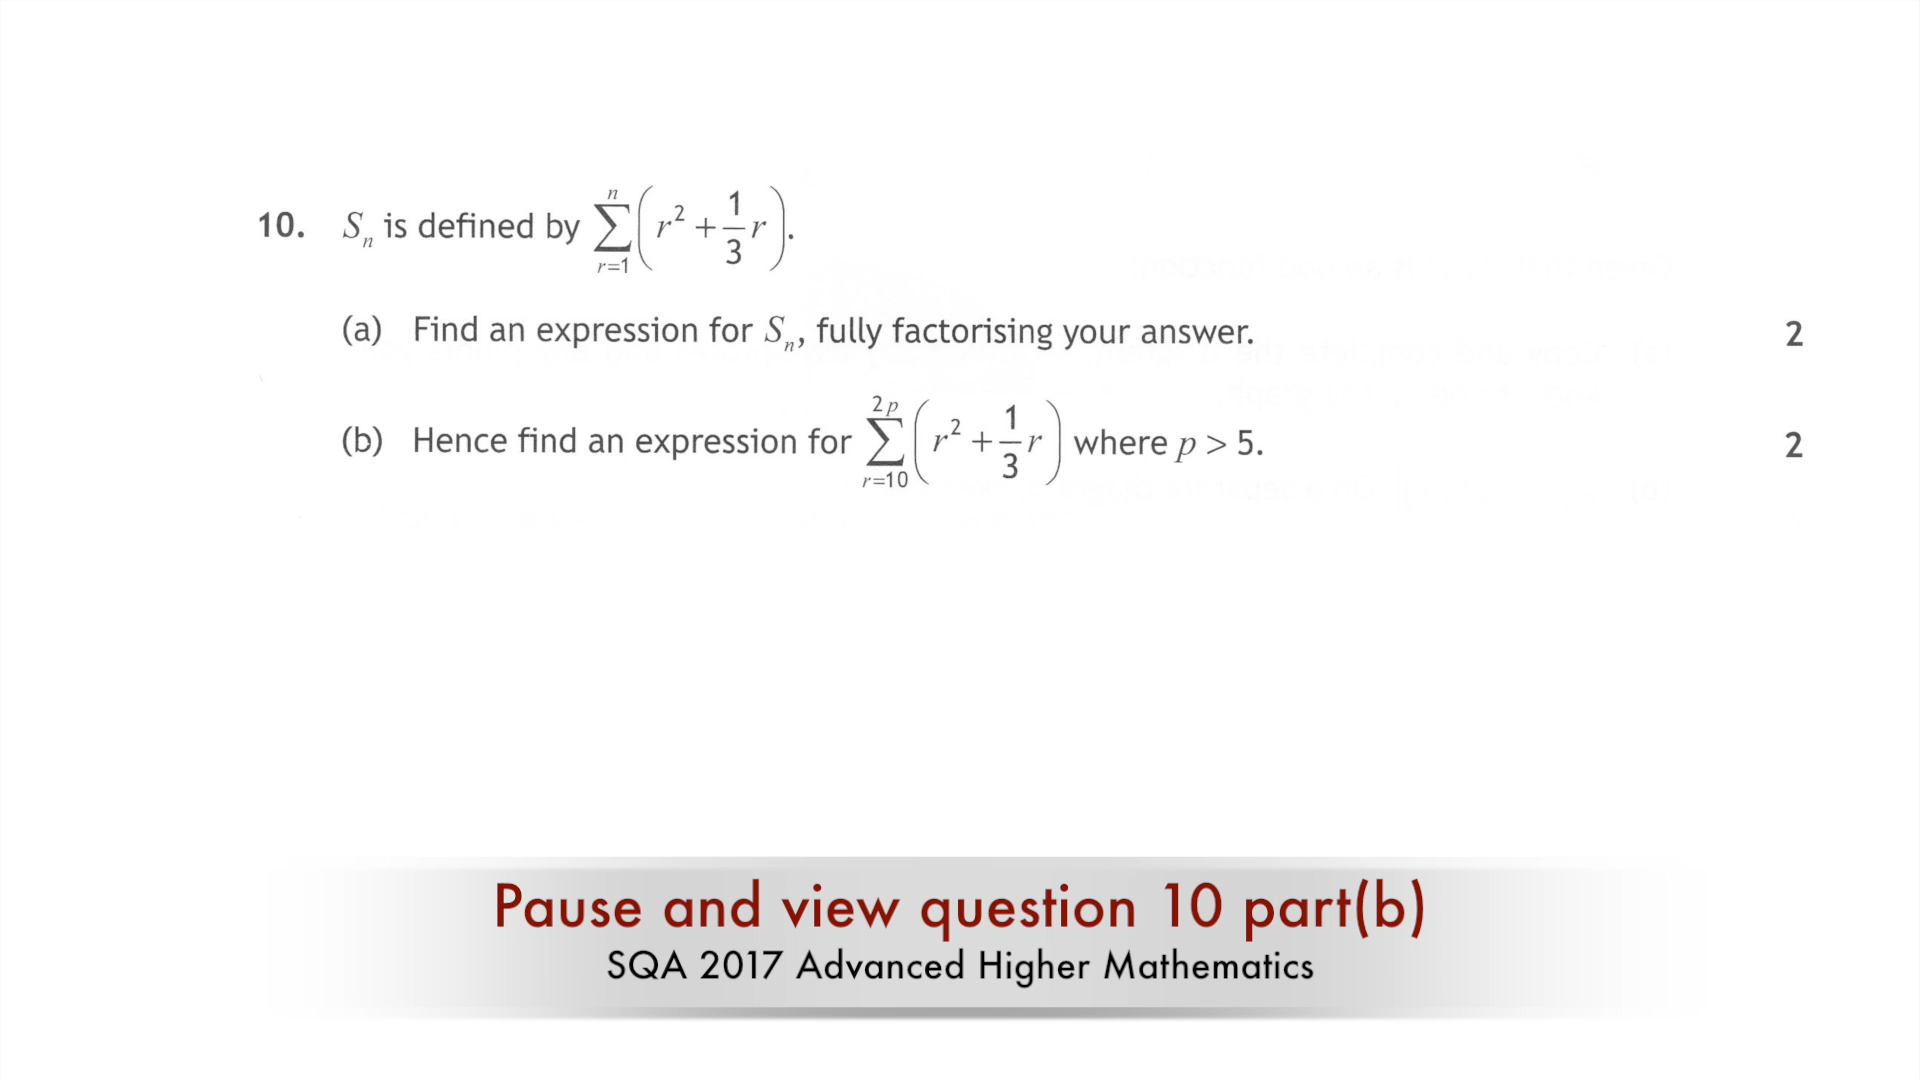 10. Sₙ is defined by ∑ⁿᵣ₌₁ (r² + 1/3 r).
(a) Find an expression for Sₙ, fully factorising your answer. 2
(b) Hence find an expression for ∑²ᵖᵣ₌₁₀ (r² + 1/3 r) where p > 5. 2
Pause and view question 10 part(b)
SQA 2017 Advanced Higher Mathematics